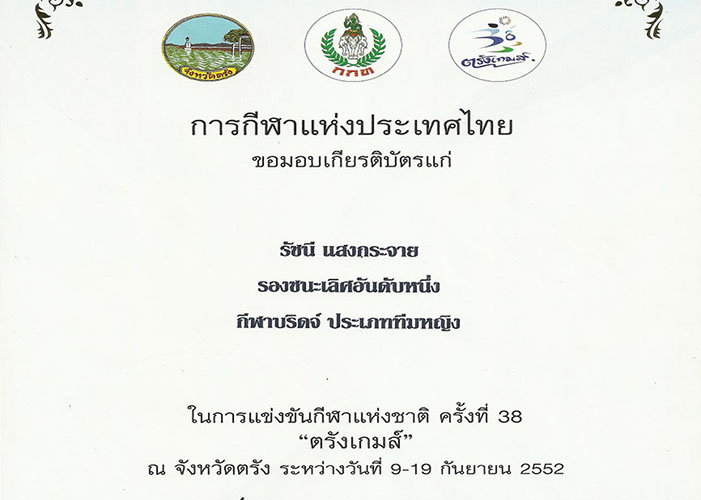 จังหวัดตรัง
กกท
ตรังเกมส์
การกีฬาแห่งประเทศไทย
ขอมอบเกียรติบัตรแก่
รัชนี แสงกระจาย
รองชนะเลิศอันดับหนึ่ง
กีฬาบริดจ์ ประเภททีมหญิง
ในการแข่งขันกีฬาแห่งชาติ ครั้งที่ 38
“ตรังเกมส์”
ณ จังหวัดตรัง ระหว่างวันที่ 9-19 กันยายน 2552